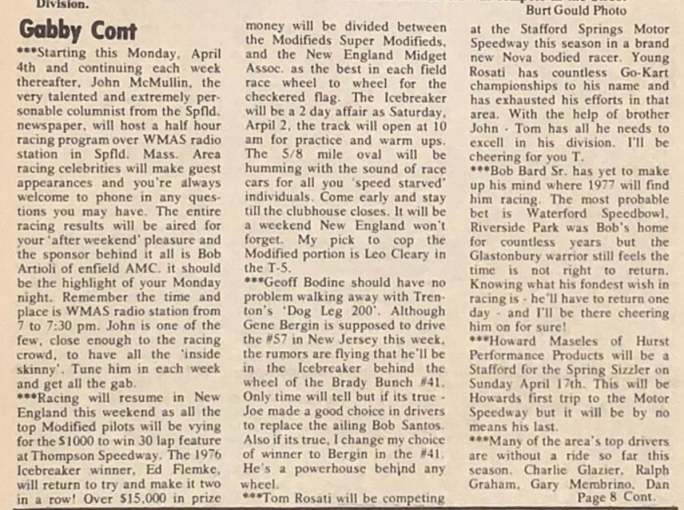 Division.
Burt Gould Photo
Gabby Cont
***Starting this Monday, April
4th and continuing each week
thereafter, John McMullin, the
very talented and extremely per-
sonable columnist from the Spfld.
newspaper, will host a half hour
racing program over WMAS radio
station in Spfld. Mass. Area
racing celebrities will make guest
appearances and you're always
welcome to phone in any ques-
tions you may have. The entire
racing results will be aired for
your 'after weekend' pleasure and
the sponsor behind it all is Bob
Artioli of enfield AMC. it should
be the highlight of your Monday
night. Remember the time and
place is WMAS radio station from
7 to 7:30 pm. John is one of the
few, close enough to the racing
crowd, to have all the 'inside
skinny'. Tune him in each week
and get all the gab.
***Racing will resume in New
England this weekend as all the
top Modified pilots will be vying
for the $1000 to win 30 lap feature
at Thompson Speedway. The 1976
Icebreaker winner, Ed Flemke,
will return to try and make it two
in a row! Over $15,000 in prize
money will be divided between
the Modifieds Super Modifieds,
and the New England Midget
Assoc. as the best in each field
race wheel to wheel for the
checkered flag. The Icebreaker
will be a 2 day affair as Saturday,
Arpil 2, the track will open at 10
am for practice and warm ups.
The 5/8 mile oval will be
humming with the sound of race
cars for all you 'speed starved'
individuals. Come early and stay
till the clubhouse closes. It will be
a weekend New England won't
forget. My pick to cop the
Modified portion is Leo Cleary in
the T-5.
***Geoff Bodine should have no
problem walking away with Tren-
ton's 'Dog Leg 200'. Although
Gene Bergin is supposed to drive
the #57 in New Jersey this week,
the rumors are flying that he'll be
in the Icebreaker behind the
wheel of the Brady Bunch #41.
Only time will tell but if its true -
Joe made a good choice in drivers
to replace the ailing Bob Santos.
Also if its true, I change my choice
of winner to Bergin in the #41.
He's a powerhouse behind any
wheel.
***Tom Rosati will be competing
at the Stafford Springs Motor
Speedway this season in a brand
new Nova bodied racer. Young
Rosati has countless Go-Kart
championships to his name and
has exhausted his efforts in that
area. With the help of brother
John - Tom has all he needs to
excell in his division. I'll be
cheering for you T.
***Bob Bard Sr. has yet to make
up his mind where 1977 will find
him racing. The most probable
bet is Waterford Speedbowl,
Riverside Park was Bob's home
for countless years but the
Glastonbury warrior still feels the
time is not right to return.
Knowing what his fondest wish in
racing is - he'll have to return one
day - and I'll be there cheering
him on for sure!
***Howard Maseles of Hurst
Performance Products will be a
Stafford for the Spring Sizzler on
Sunday April 17th. This will be
Howards first trip to the Motor
Speedway but it will be by no
means his last.
***Many of the area's top drivers
are without a ride so far this
season. Charlie Glazier, Ralph
Graham, Gary Membrino, Dan
Page 8 Cont.